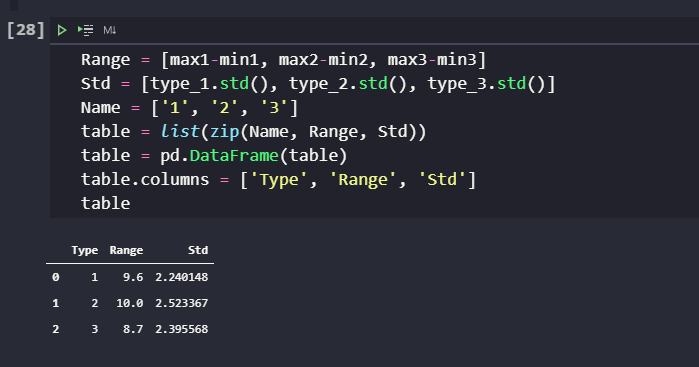 [28]
M↓
Range = [max1-min1, max2-min2, max3-min3]
Std = [type_1.std(), type_2.std(), type_3.std()]
Name = ['1', '2', '3']
table = list(zip(Name, Range, Std))
table = pd.DataFrame(table)
table.columns = ['Type', 'Range', 'Std']
table
Type Range Std
0 1 9.6 2.240148
1 2 10.0 2.523367
2 3 8.7 2.395568